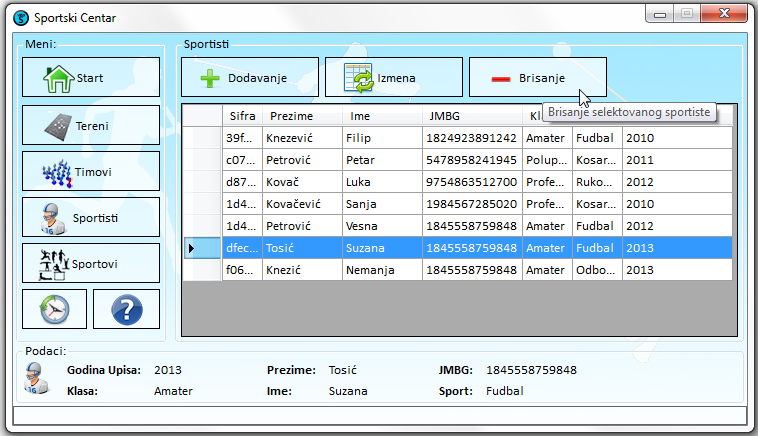 Sportski Centar
Meni:
Start
Tereni
Timovi
Sportisti
Sportovi
Sportisti
Dodavanje Izmena Brisanje
Brisanje selektovanog sportiste
Sifra Prezime Ime JMBG
39f... Knezević Filip 1824923891242 Amater Fudbal 2010
c07... Petrović Petar 5478958241945 Polup... Kosar... 2011
d87... Kovač Luka 9754863512700 Profe... Ruko... 2012
1d4... Kovačević Sanja 1984567285020 Profe... Kosar... 2010
1d4... Petrović Vesna 1845558759848 Amater Fudbal 2012
dfec... Tosić Suzana 1845558759848 Amater Fudbal 2013
f06... Knezić Nemanja 1845558759848 Amater Odbo... 2013
Podaci:
Godina Upisa: 2013 Prezime: Tosić JMBG: 1845558759848
Klasa: Amater Ime: Suzana Sport: Fudbal